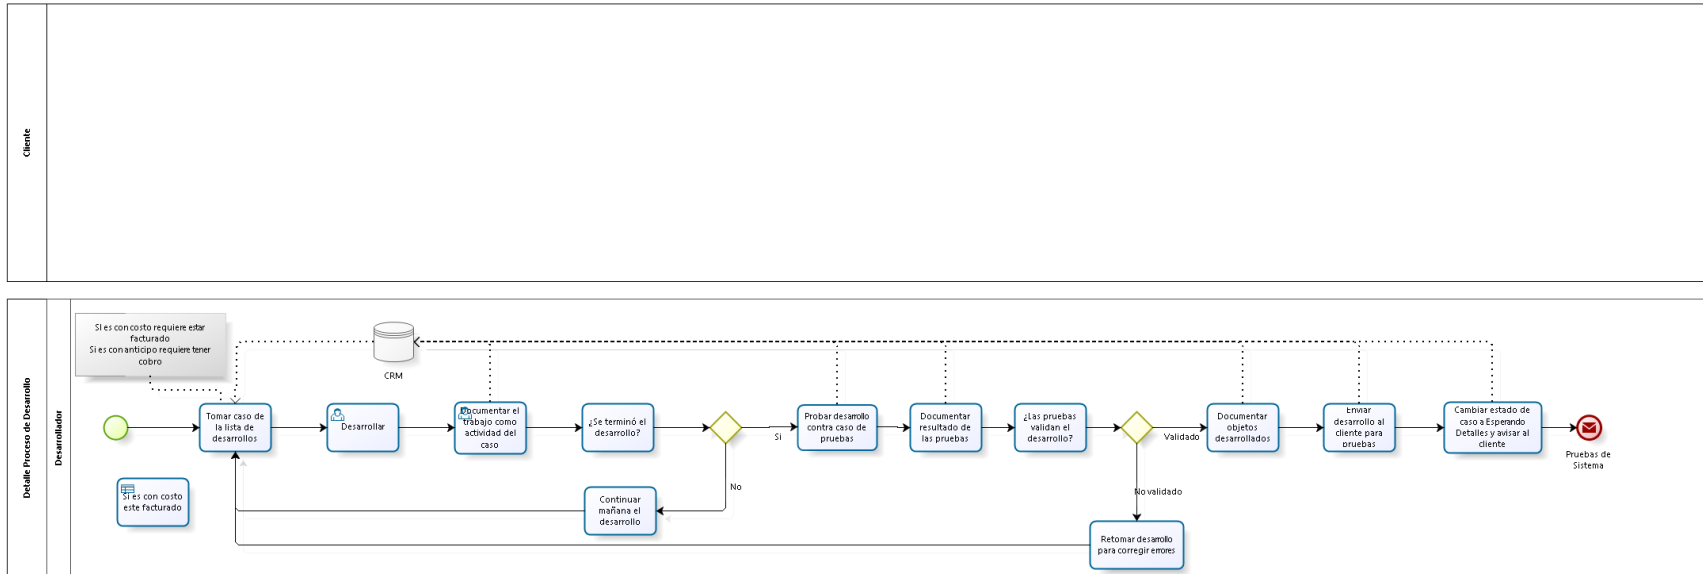 Cliente
Detalle Proceso de Desarrollo
Desarrollador
SI es con costo requiere estar
facturado
Si es con anticipo requiere tener
cobro
CRM
Tomar caso de
la lista de
desarrollos
Desarrollar
Documentar el
trabajo como
actividad del
caso
¿Se terminó el
desarrollo?
Si
No
Probar desarrollo
contra caso de
pruebas
Documentar
resultado de
las pruebas
¿Las pruebas
validan el
desarrollo?
Validado
No validado
Documentar
objetos
desarrollados
Enviar
desarrollo al
cliente para
pruebas
Cambiar estado de
caso a Esperando
Detalles y avisar al
cliente
Pruebas de
Sistema
Si es con costo
este facturado
Continuar
mañana el
desarrollo
Retomar desarrollo
para corregir errores